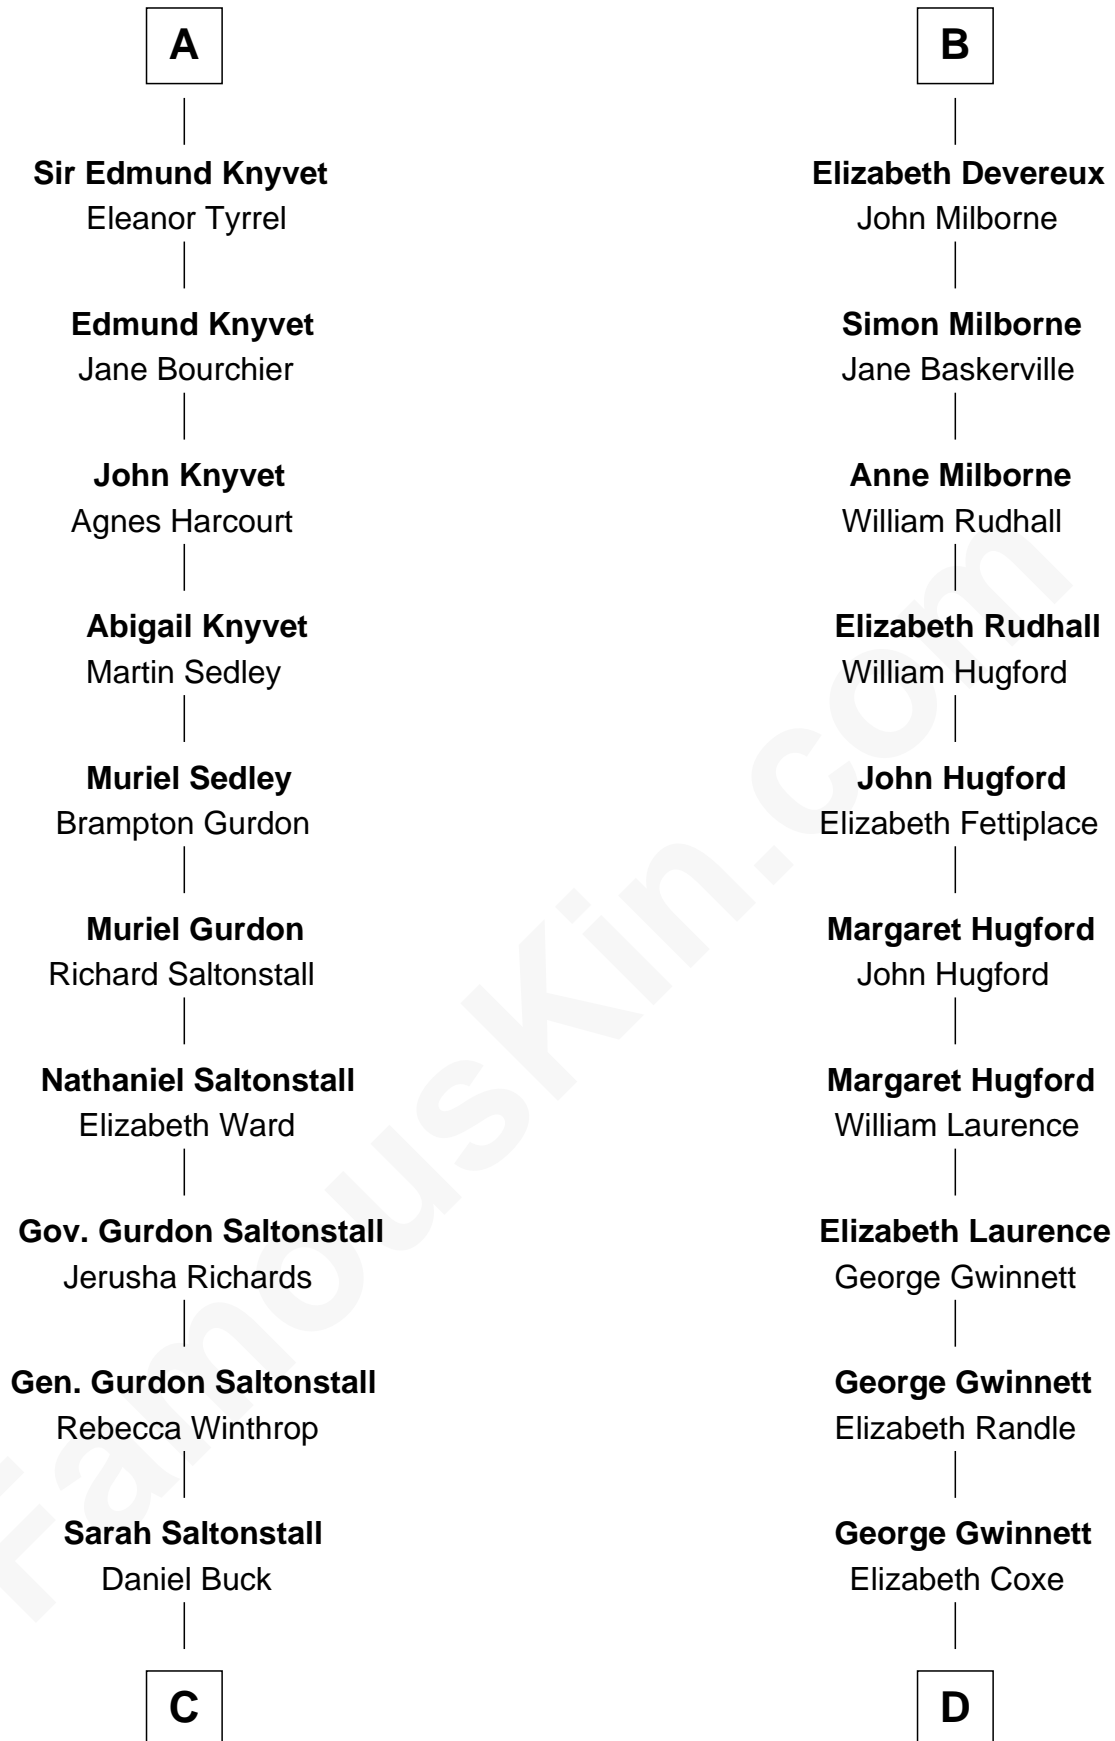 A
Sir Edmund Knyvet
Eleanor Tyrrel
Edmund Knyvet
Jane Bourchier
John Knyvet
Agnes Harcourt
Abigail Knyvet
Martin Sedley
Muriel Sedley
Brampton Gurdon
Muriel Gurdon
Richard Saltonstall
Nathaniel Saltonstall
Elizabeth Ward
Gov. Gurdon Saltonstall
Jerusha Richards
Gen. Gurdon Saltonstall
Rebecca Winthrop
Sarah Saltonstall
Daniel Buck
C
B
Elizabeth Devereux
John Milborne
Simon Milborne
Jane Baskerville
Anne Milborne
William Rudhall
Elizabeth Rudhall
William Hugford
John Hugford
Elizabeth Fettiplace
Margaret Hugford
John Hugford
Margaret Hugford
William Laurence
Elizabeth Laurence
George Gwinnett
George Gwinnett
Elizabeth Randle
George Gwinnett
Elizabeth Coxe
D
FamousKin.com